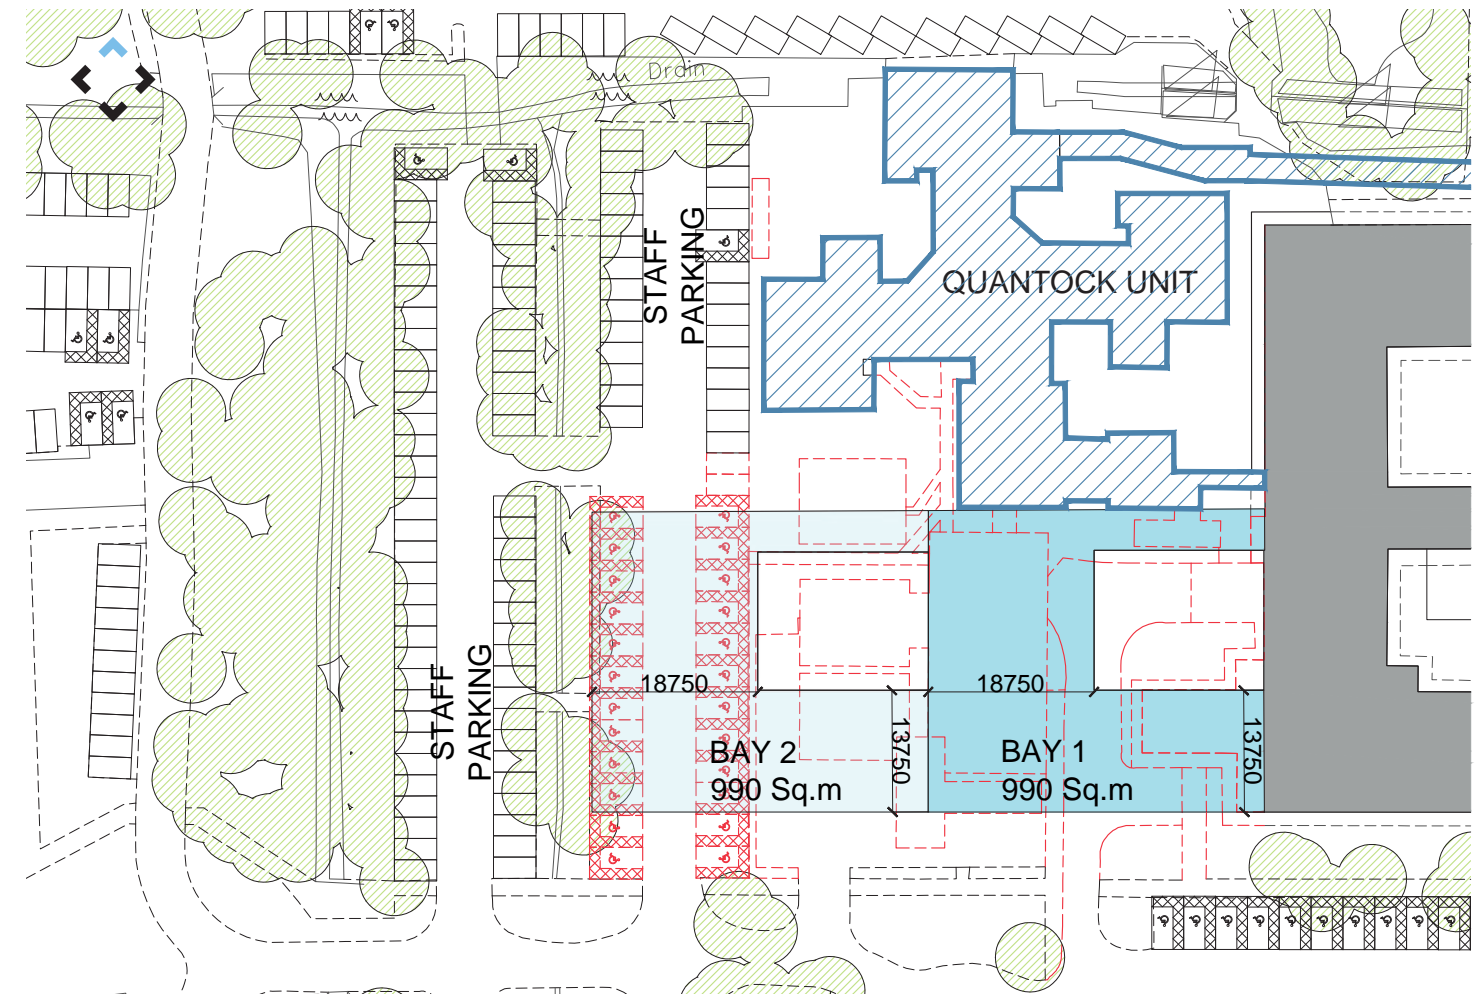 Drain
STAFF
PARKING
QUANTOCK UNIT
STAFF
PARKING
18750
18750
BAY 2
990 Sq.m
13750
BAY 1
990 Sq.m
13750